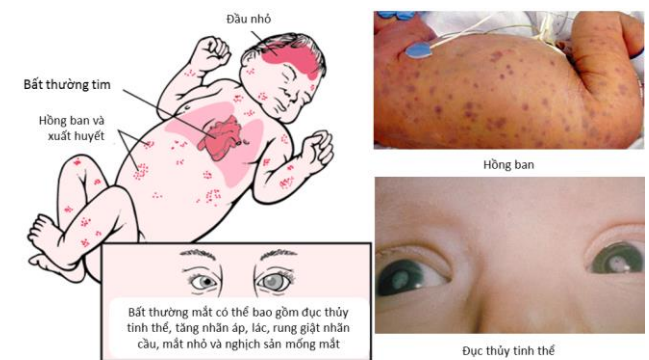 Đầu nhỏ
Bất thường tim
Hồng ban và
xuất huyết
Bất thường mắt có thể bao gồm đục thủy
tinh thể, tăng nhãn áp, lác, rung giật nhãn
cầu, mắt nhỏ và nghịch sản mống mắt
Hồng ban
Đục thủy tinh thể